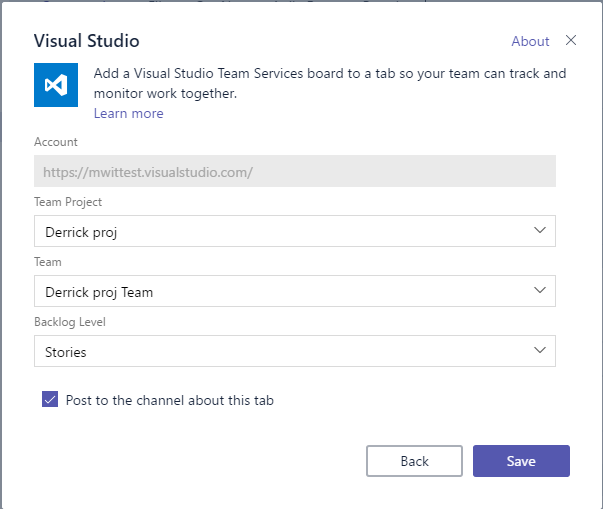 Visual Studio
About
Add a Visual Studio Team Services board to a tab so your team can track and
monitor work together.
Learn more
Account
https://mwittest.visualstudio.com/
Team Project
Derrick proj
Team
Derrick proj Team
Backlog Level
Stories
Post to the channel about this tab
Back
Save